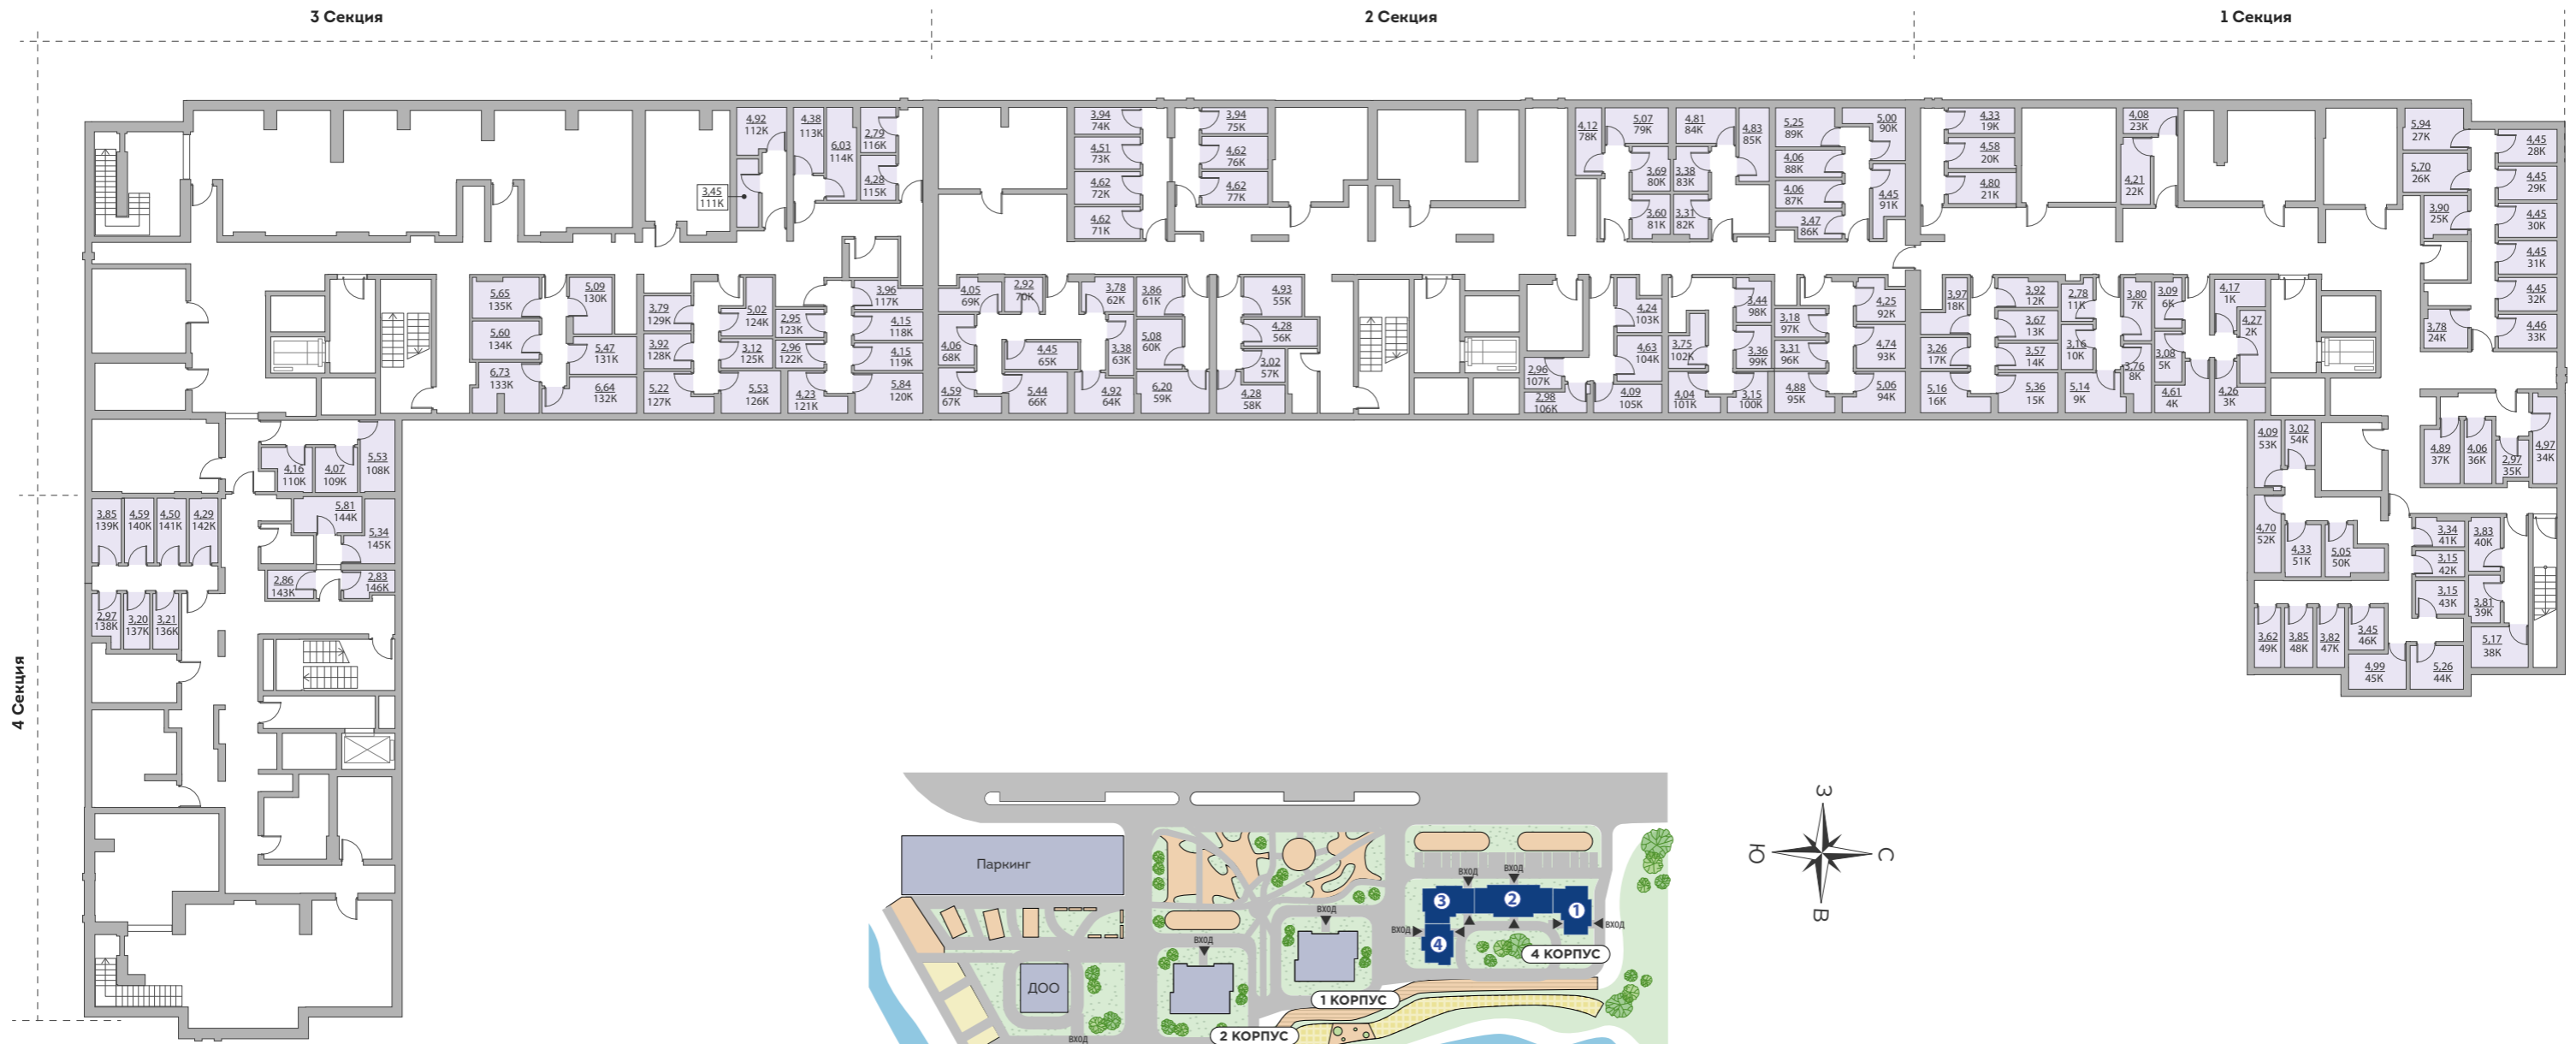 3 Секция
2 Секция
1 Секция
4 Секция
4,92
112К
4,38
113К
6,03
114К
2,79
116К
4,28
115К
3,45
111К
3,94
74К
4,51
73К
4,62
72К
4,62
71К
3,94
75К
4,62
76К
4,62
77К
4,12
78К
5,07
79К
3,69
80К
3,60
81К
4,81
84К
3,38
83К
3,31
82К
4,83
85К
5,25
89К
4,06
88К
4,06
87К
3,47
86К
5,00
90К
4,45
91К
4,33
19К
4,58
20К
4,80
21К
4,08
23К
4,21
22К
5,94
27К
5,70
26К
3,90
25К
3,78
24К
4,45
28К
4,45
29К
4,45
30К
4,45
31К
4,45
32К
4,46
33К
5,65
135К
5,60
134К
6,73
133К
5,09
130К
5,47
131К
6,64
132К
3,79
129К
3,92
128К
5,22
127К
5,02
124К
3,12
125К
5,53
126К
2,95
123К
2,96
122К
4,23
121К
3,96
117К
4,15
118К
4,15
119К
5,84
120К
4,05
69К
4,06
68К
4,59
67К
2,92
70К
4,45
65К
5,44
66К
3,78
62К
3,38
63К
4,92
64К
3,86
61К
5,08
60К
6,20
59К
4,93
55К
4,28
56К
3,02
57К
4,28
58К
2,96
107К
2,98
106К
4,24
103К
4,63
104К
4,09
105К
3,75
102К
4,04
101К
3,44
98К
3,36
99К
3,15
100К
3,18
97К
3,31
96К
4,88
95К
4,25
92К
4,74
93К
5,06
94К
3,97
18К
3,26
17К
5,16
16К
3,92
12К
3,67
13К
3,57
14К
5,36
15К
2,78
11К
3,16
10К
5,14
9К
3,80
7К
3,76
8К
3,09
6К
3,08
5К
4,61
4К
4,17
1К
4,27
2К
4,26
3К
4,16
110К
4,07
109К
5,53
108К
3,85
139К
4,59
140К
4,50
141К
4,29
142К
5,81
144К
5,34
145К
2,86
143К
2,83
146К
2,97
138К
3,20
137К
3,21
136К
4,09
53К
3,02
54К
4,70
52К
4,33
51К
5,05
50К
4,89
37К
4,06
36К
2,97
35К
4,97
34К
3,34
41К
3,15
42К
3,15
43К
3,83
40К
3,81
39К
5,17
38К
3,62
49К
3,85
48К
3,82
47К
3,45
46К
4,99
45К
5,26
44К
Паркинг
ДОО
ВХОД
ВХОД
ВХОД
ВХОД
ВХОД
ВХОД
ВХОД
3
2
1
4
4 КОРПУС
1 КОРПУС
2 КОРПУС
З
Ю
С
В